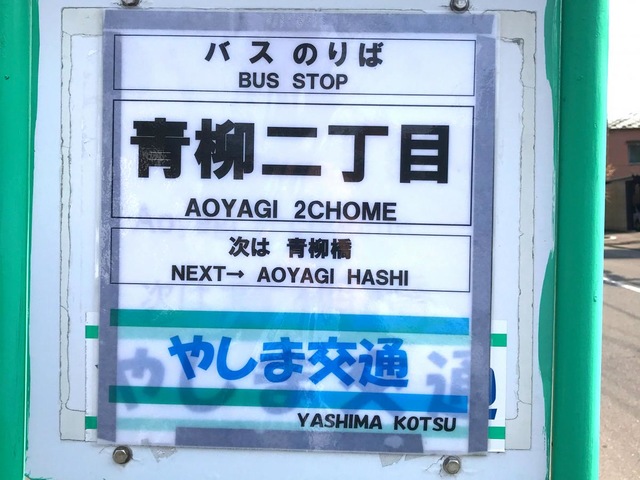 バス のりば
BUS STOP
青柳二丁目
AOYAGI 2CHOME
次は 青柳橋
NEXT→ AOYAGI HASHI
やしま交通
YASHIMA KOTSU